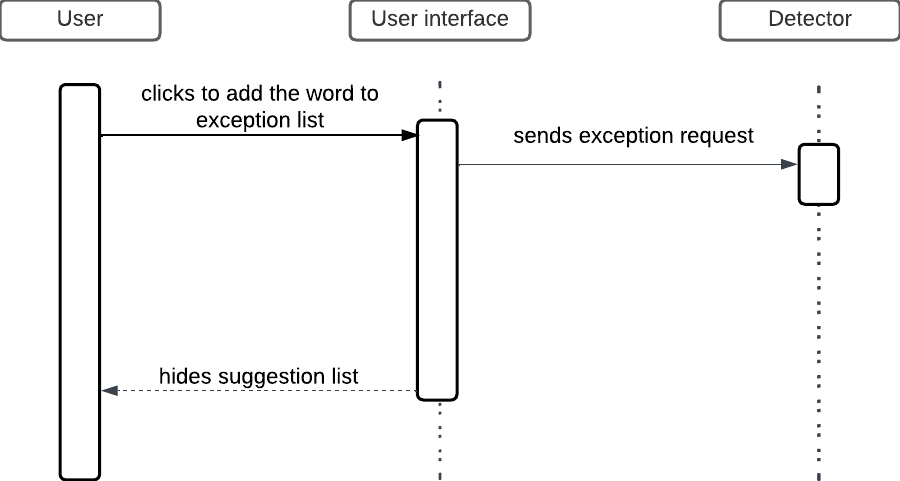 User
User interface
Detector
clicks to add the word to
exception list
sends exception request
hides suggestion list